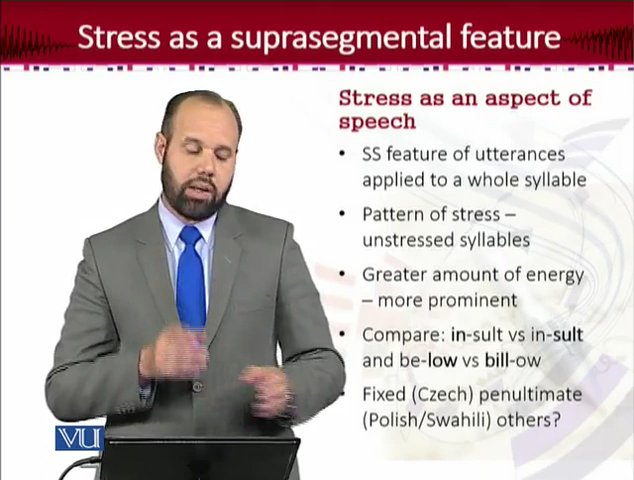 Stress as a suprasegmental feature
Stress as an aspect of
speech
• SS feature of utterances
applied to a whole syllable
• Pattern of stress –
unstressed syllables
• Greater amount of energy
– more prominent
• Compare: in-sult vs in-sult
and be-low vs bill-ow
• Fixed (Czech) penultimate
(Polish/Swahili) others?
VU